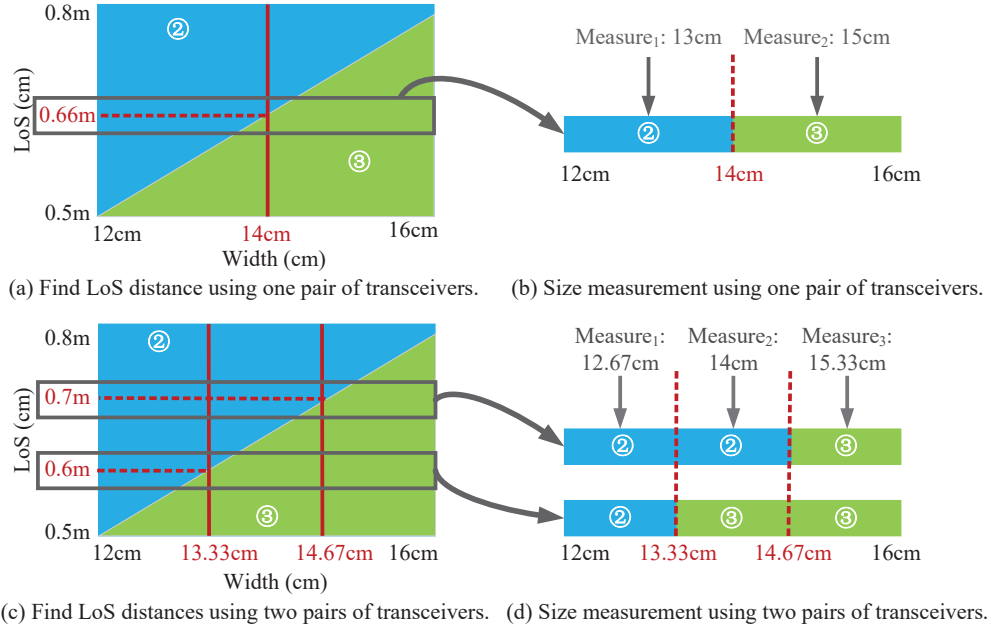 0.8m
②
LoS (cm)
0.66m
③
0.5m
12cm
14cm
16cm
Width (cm)
(a) Find LoS distance using one pair of transceivers.
Measure₁: 13cm
Measure₂: 15cm
②
③
12cm
14cm
16cm
(b) Size measurement using one pair of transceivers.
0.8m
②
0.7m
LoS (cm)
0.6m
③
0.5m
12cm
13.33cm
14.67cm
16cm
Width (cm)
(c) Find LoS distances using two pairs of transceivers.
Measure₁:
12.67cm
Measure₂:
14cm
Measure₃:
15.33cm
②
②
③
②
③
③
12cm
13.33cm
14.67cm
16cm
(d) Size measurement using two pairs of transceivers.